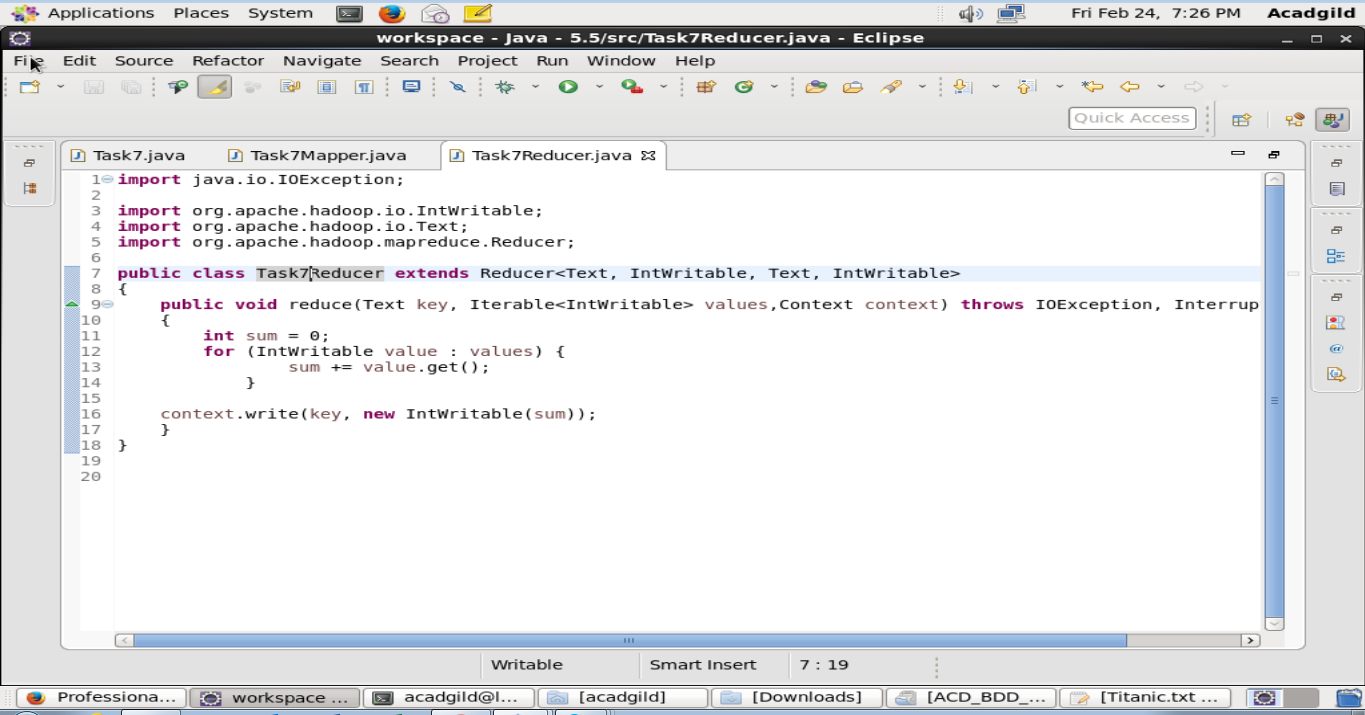 Applications Places System Fri Feb 24, 7:26 PM Acadgild
workspace - Java - 5.5/src/Task7Reducer.java - Eclipse
File Edit Source Refactor Navigate Search Project Run Window Help
Quick Access
Task7.java Task7Mapper.java Task7Reducer.java
1 import java.io.IOException;
2
3 import org.apache.hadoop.io.IntWritable;
4 import org.apache.hadoop.io.Text;
5 import org.apache.hadoop.mapreduce.Reducer;
6
7 public class Task7Reducer extends Reducer<Text, IntWritable, Text, IntWritable>
8 {
9 public void reduce(Text key, Iterable<IntWritable> values,Context context) throws IOException, Interrup
10 {
11 int sum = 0;
12 for (IntWritable value : values) {
13 sum += value.get();
14 }
15
16 context.write(key, new IntWritable(sum));
17 }
18 }
19
20
Writable Smart Insert 7 : 19
Professiona... workspace ... acadgild@l... [acadgild] [Downloads] [ACD_BDD_... [Titanic.txt ...